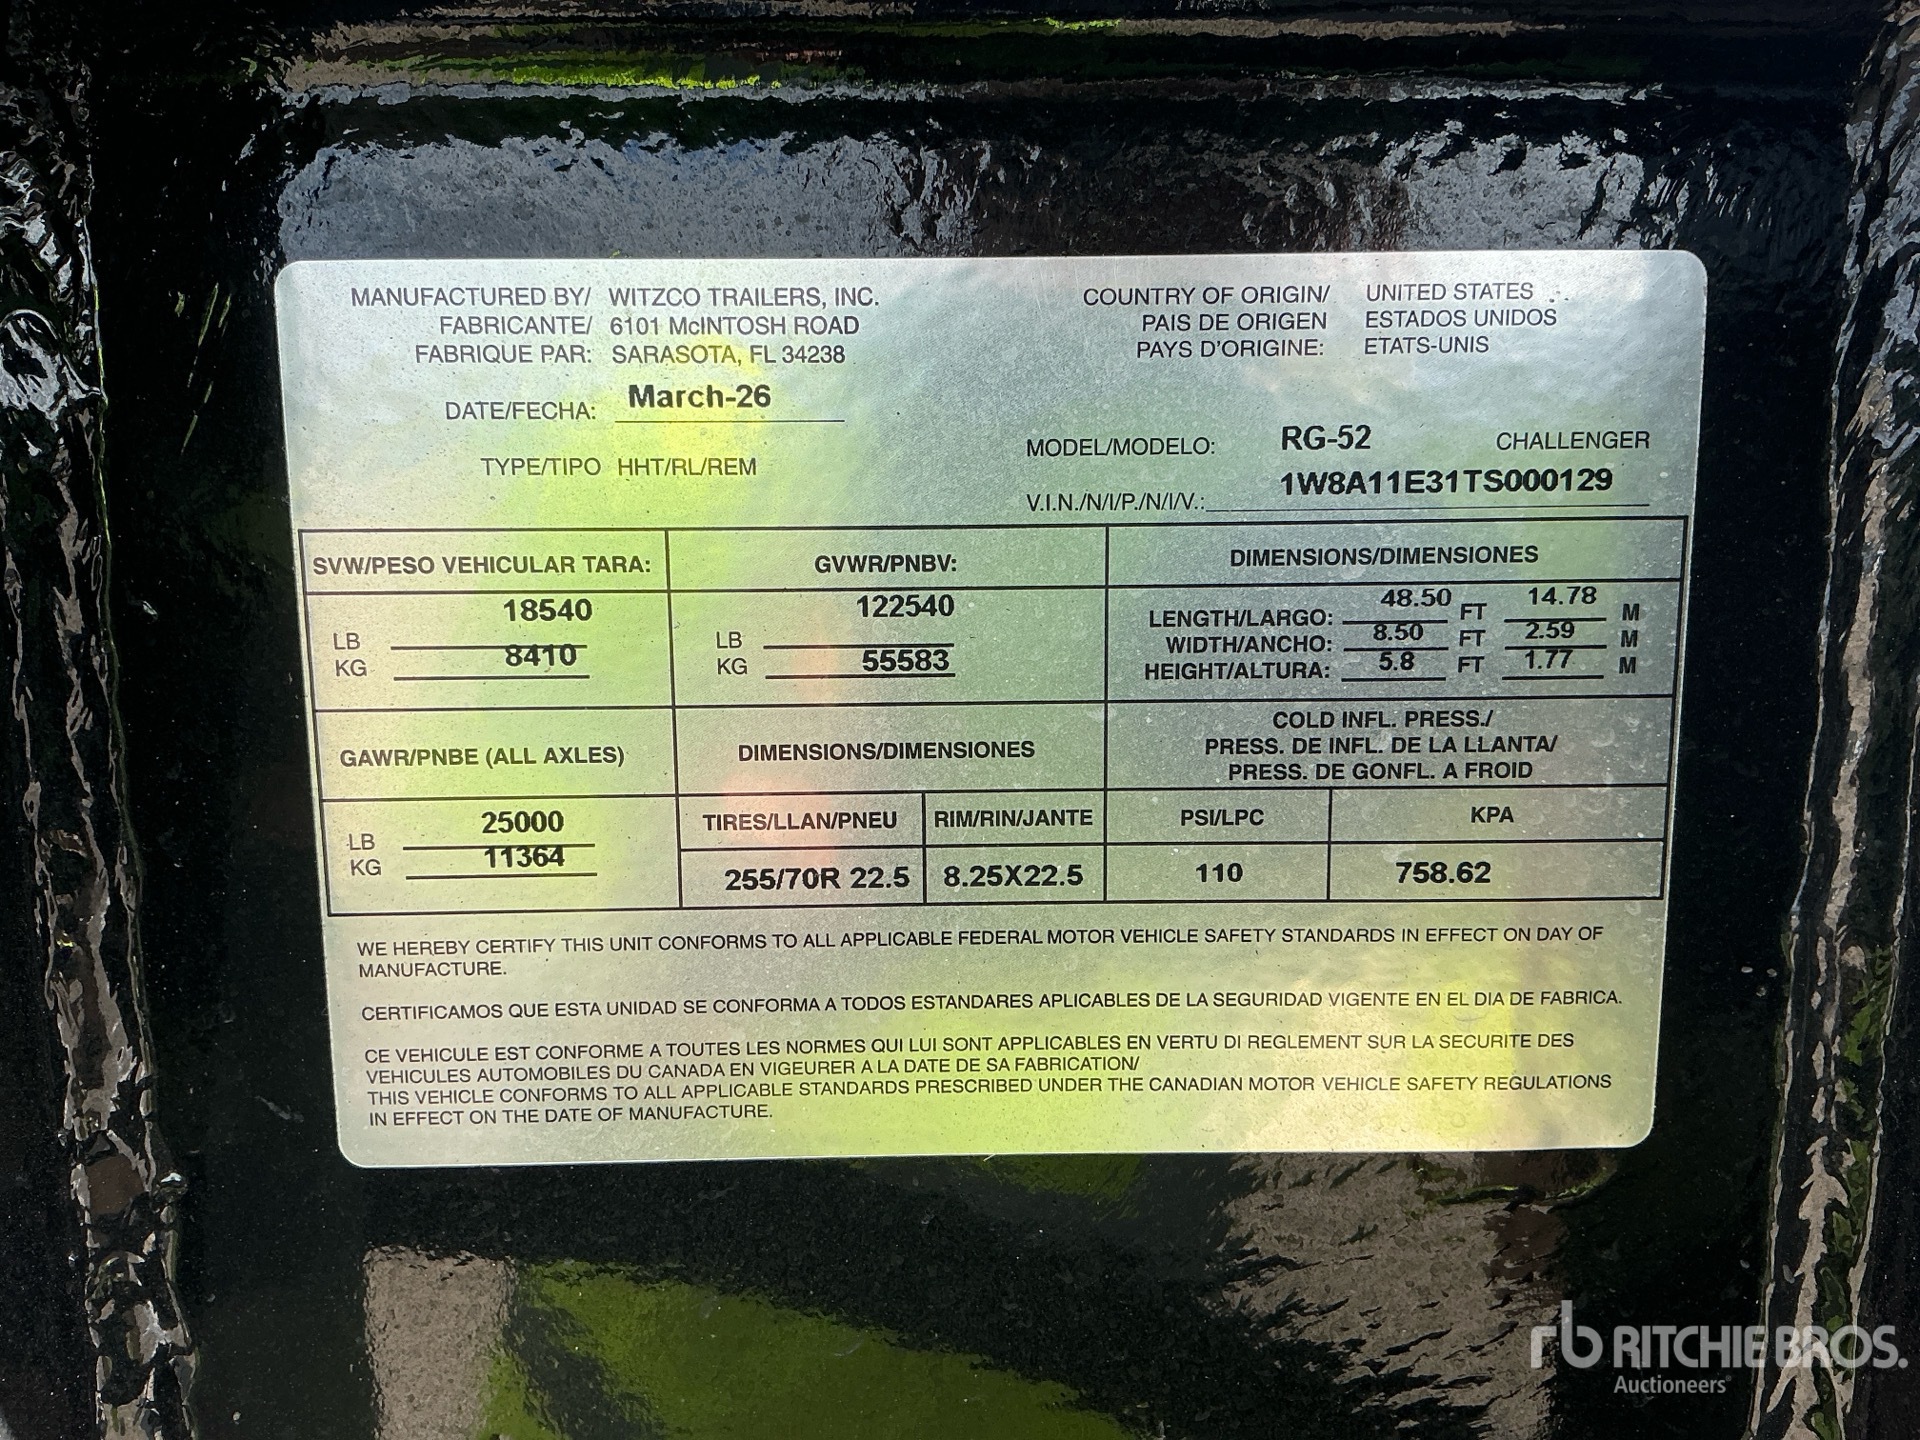 MANUFACTURED BY/ WITZCO TRAILERS, INC.
FABRICANTE/ 6101 McINTOSH ROAD
FABRIQUE PAR: SARASOTA, FL 34238
DATE/FECHA: March-26
TYPE/TIPO HHT/RL/REM
COUNTRY OF ORIGIN/ UNITED STATES
PAIS DE ORIGEN ESTADOS UNIDOS
PAYS D'ORIGINE: ETATS-UNIS
MODEL/MODELO: RG-52 CHALLENGER
V.I.N./N/I/P./N/I/V.: 1W8A11E31TS000129
SVW/PESO VEHICULAR TARA:
LB 18540
KG 8410
GVWR/PNBV:
LB 122540
KG 55583
DIMENSIONS/DIMENSIONES
LENGTH/LARGO: 48.50 FT 14.78 M
WIDTH/ANCHO: 8.50 FT 2.59 M
HEIGHT/ALTURA: 5.8 FT 1.77 M
GAWR/PNBE (ALL AXLES)
LB 25000
KG 11364
DIMENSIONS/DIMENSIONES
TIRES/LLAN/PNEU RIM/RIN/JANTE
255/70R 22.5 8.25X22.5
COLD INFL. PRESS./
PRESS. DE INFL. DE LA LLANTA/
PRESS. DE GONFL. A FROID
PSI/LPC KPA
110 758.62
WE HEREBY CERTIFY THIS UNIT CONFORMS TO ALL APPLICABLE FEDERAL MOTOR VEHICLE SAFETY STANDARDS IN EFFECT ON DAY OF
MANUFACTURE.
CERTIFICAMOS QUE ESTA UNIDAD SE CONFORMA A TODOS ESTANDARES APLICABLES DE LA SEGURIDAD VIGENTE EN EL DIA DE FABRICA.
CE VEHICULE EST CONFORME A TOUTES LES NORMES QUI LUI SONT APPLICABLES EN VERTU DI REGLEMENT SUR LA SECURITE DES
VEHICULES AUTOMOBILES DU CANADA EN VIGEURER A LA DATE DE SA FABRICATION/
THIS VEHICLE CONFORMS TO ALL APPLICABLE STANDARDS PRESCRIBED UNDER THE CANADIAN MOTOR VEHICLE SAFETY REGULATIONS
IN EFFECT ON THE DATE OF MANUFACTURE.
rb RITCHIE BROS.
Auctioneers